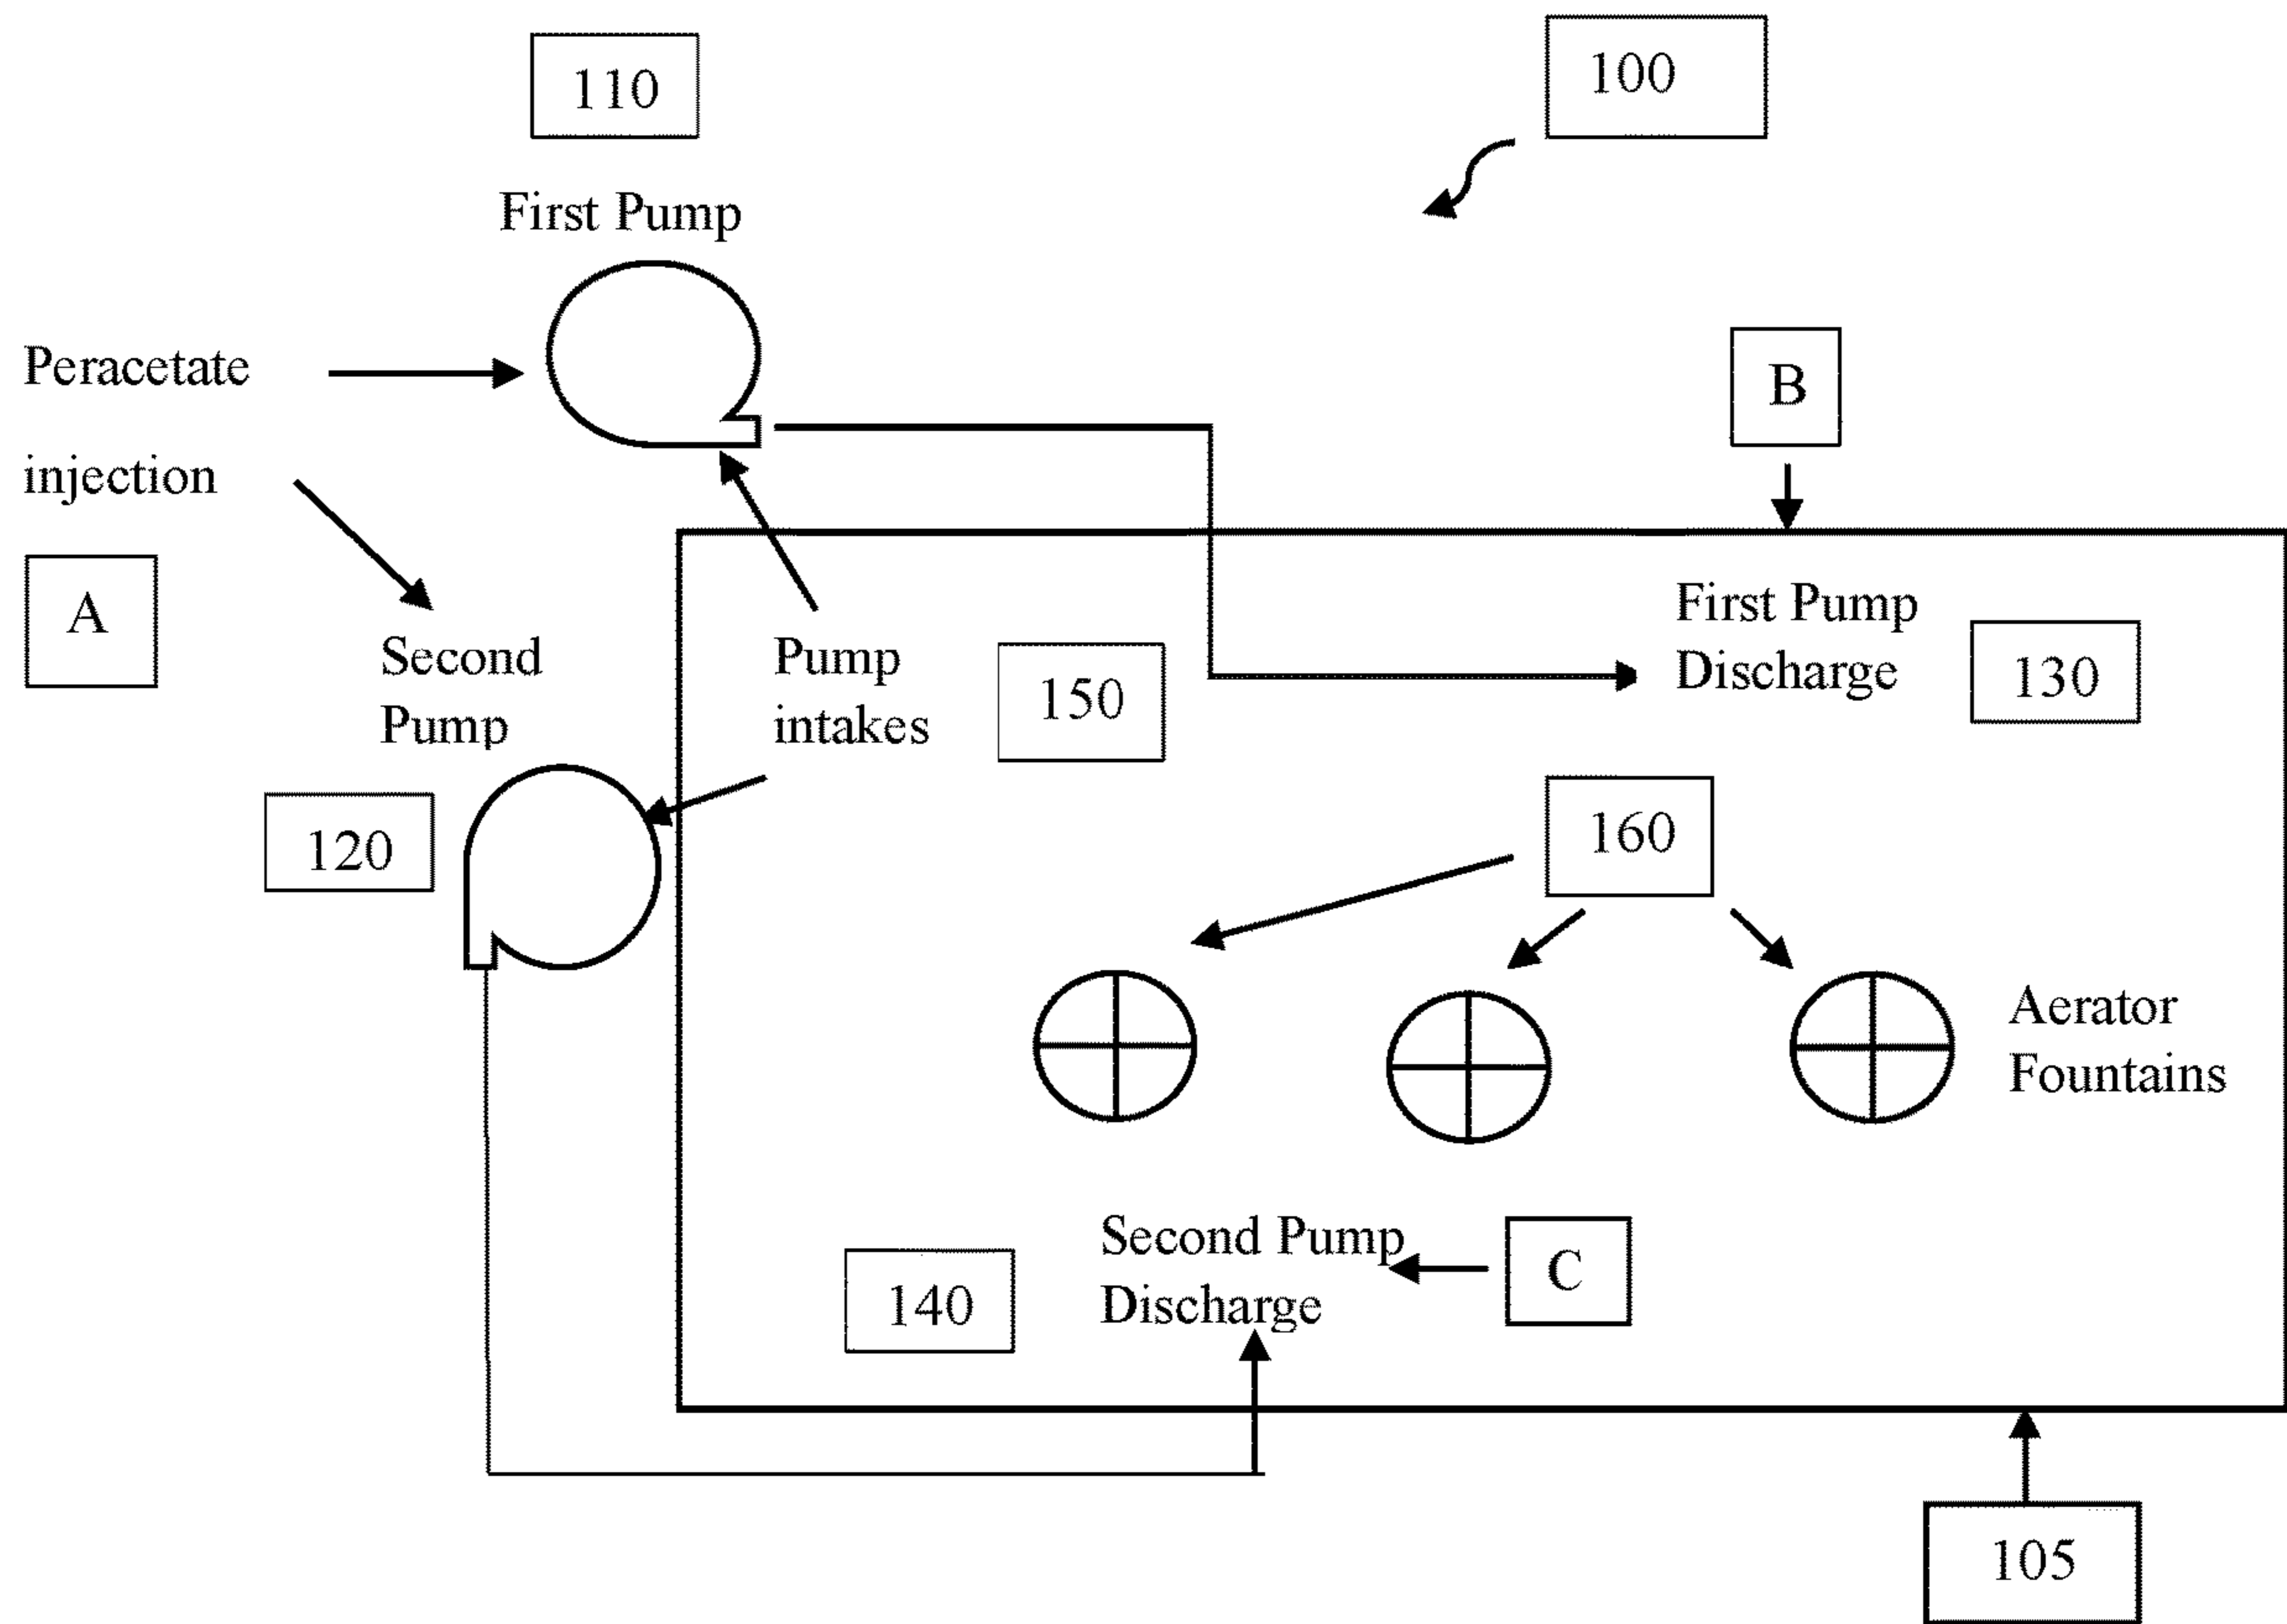 110
100
First Pump
Peracetate
injection
B
A
First Pump
Discharge
130
Second
Pump
Pump
intakes
150
120
160
Aerator
Fountains
Second Pump
Discharge
140
C
105